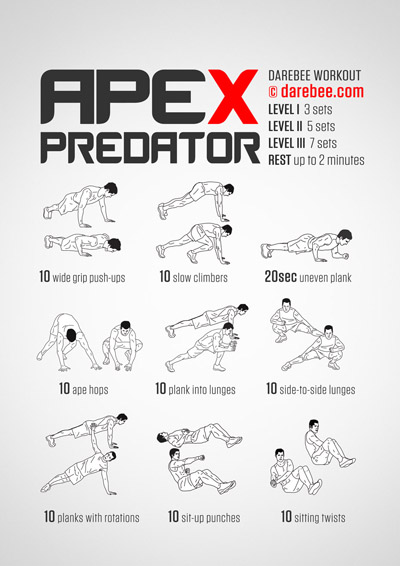 APEX
PREDATOR
DAREBEE WORKOUT
© darebee.com
LEVEL I 3 sets
LEVEL II 5 sets
LEVEL III 7 sets
REST up to 2 minutes
10 wide grip push-ups
10 slow climbers
20sec uneven plank
10 ape hops
10 plank into lunges
10 side-to-side lunges
10 planks with rotations
10 sit-up punches
10 sitting twists